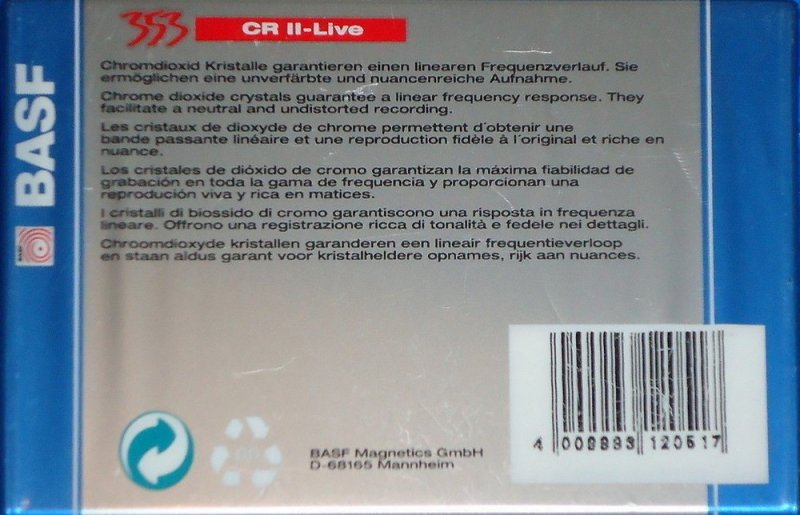 353 CR II-Live
BASF
Chromdioxid Kristalle garantieren einen linearen Frequenzverlauf. Sie
ermöglichen eine unverfärbte und nuancenreiche Aufnahme.
Chrome dioxide crystals guarantee a linear frequency response. They
facilitate a neutral and undistorted recording.
Les cristaux de dioxyde de chrome permettent d'obtenir une
bande passante linéaire et une reproduction fidèle â l'original et riche en
nuance.
Los cristales de dióxido de cromo garantizan la máxima fiabilidad de
grabación en toda la gama de frequencia y proporcionan una
reprodución viva y rica en matices.
I cristalli di biossido di cromo garantiscono una risposta in frequenza
lineare. Offrono una registrazione ricca di tonalità e fedele nei dettagli.
Chroomdioxyde kristallen garanderen een lineair frequentieverloop
en staan aldus garant voor kristalheldere opnames, rijk aan nuances.
BASF Magnetics GmbH
D-68165 Mannheim
4 009993 120517